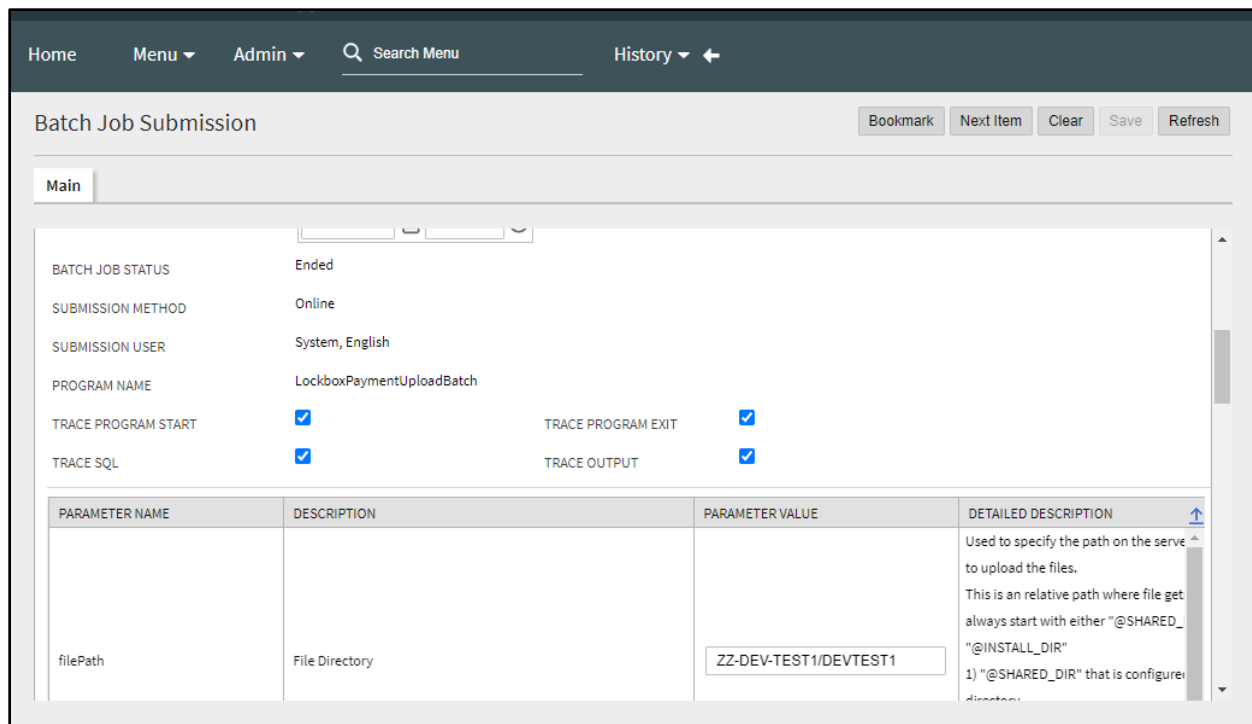 Home Menu Admin Search Menu History
Batch Job Submission Bookmark Next Item Clear Save Refresh
Main
BATCH JOB STATUS Ended
SUBMISSION METHOD Online
SUBMISSION USER System, English
PROGRAM NAME LockboxPaymentUploadBatch
TRACE PROGRAM START TRACE PROGRAM EXIT
TRACE SQL TRACE OUTPUT
PARAMETER NAME DESCRIPTION PARAMETER VALUE DETAILED DESCRIPTION
Used to specify the path on the serve
to upload the files.
This is an relative path where file get
always start with either "@SHARED_
"@INSTALL_DIR"
filePath File Directory ZZ-DEV-TEST1/DEVTEST1
1) "@SHARED_DIR" that is configure
directory